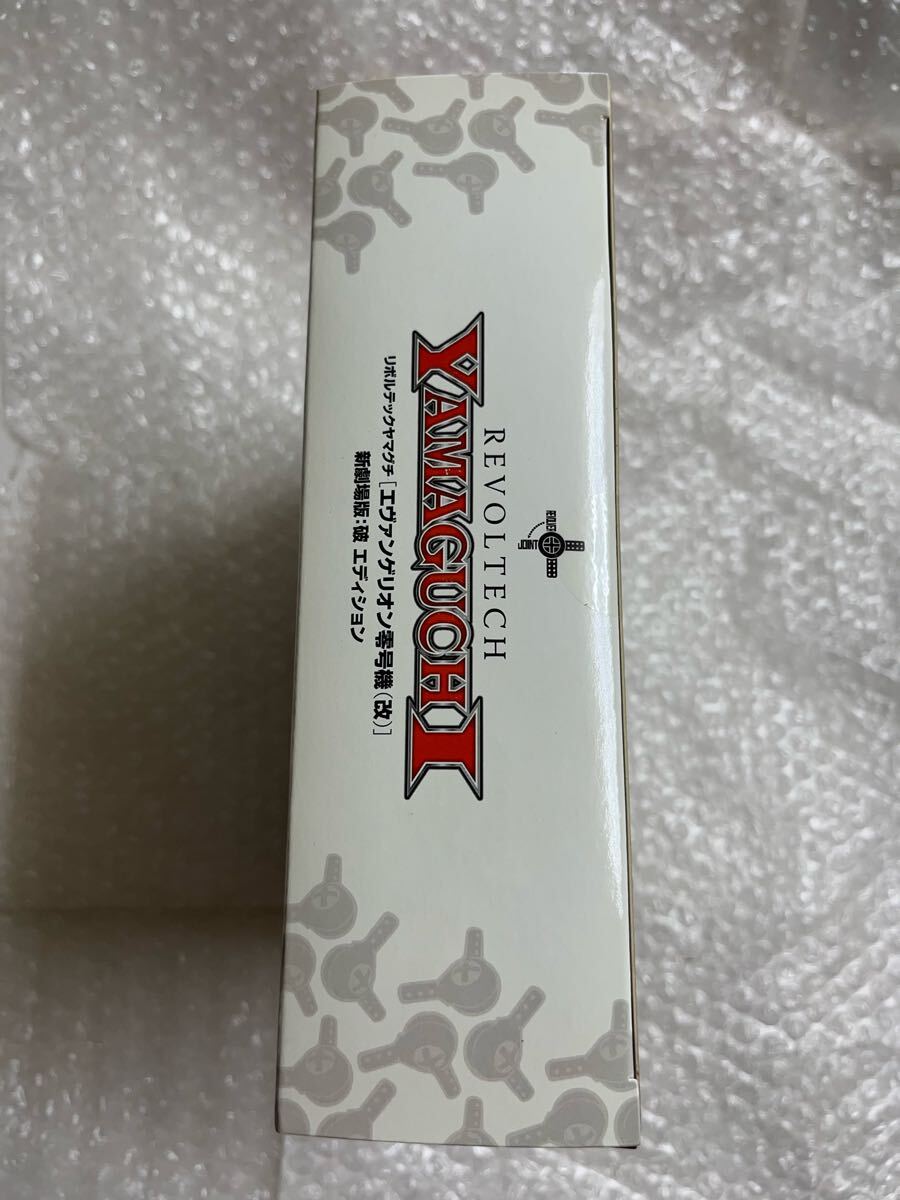 REVOLTECH
YAMAGUCHI
リボルテックヤマグチ［エヴァンゲリオン零号機（改）］
新劇場版：破 エディション